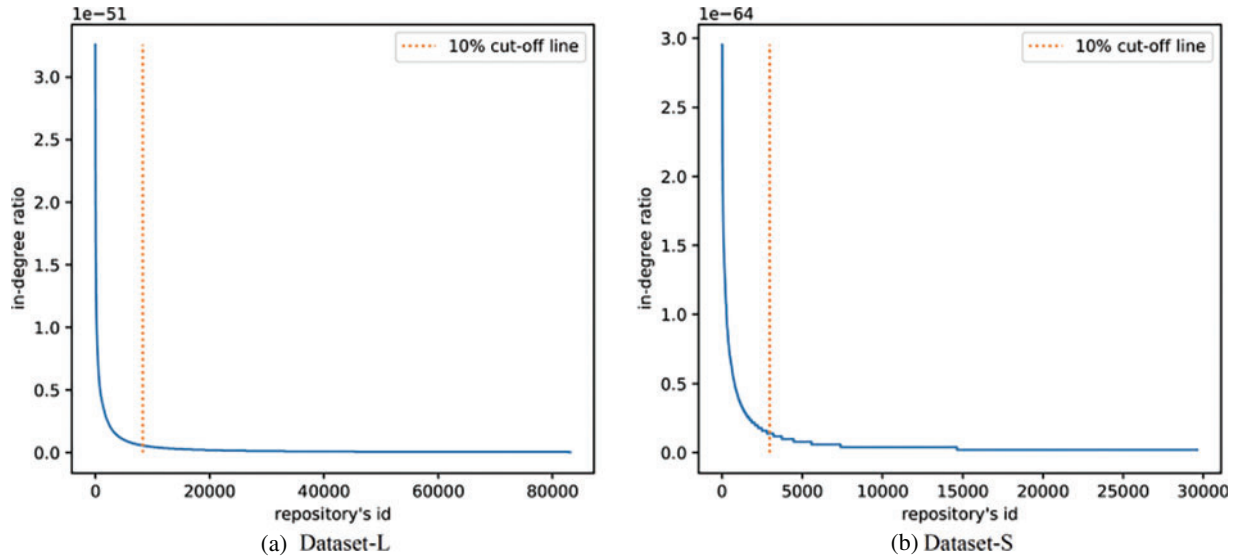 1e−51
10% cut-off line
3.0
2.5
2.0
1.5
1.0
0.5
0.0
in-degree ratio
0 20000 40000 60000 80000
repository's id
(a) Dataset-L
1e−64
10% cut-off line
3.0
2.5
2.0
1.5
1.0
0.5
0.0
in-degree ratio
0 5000 10000 15000 20000 25000 30000
repository's id
(b) Dataset-S